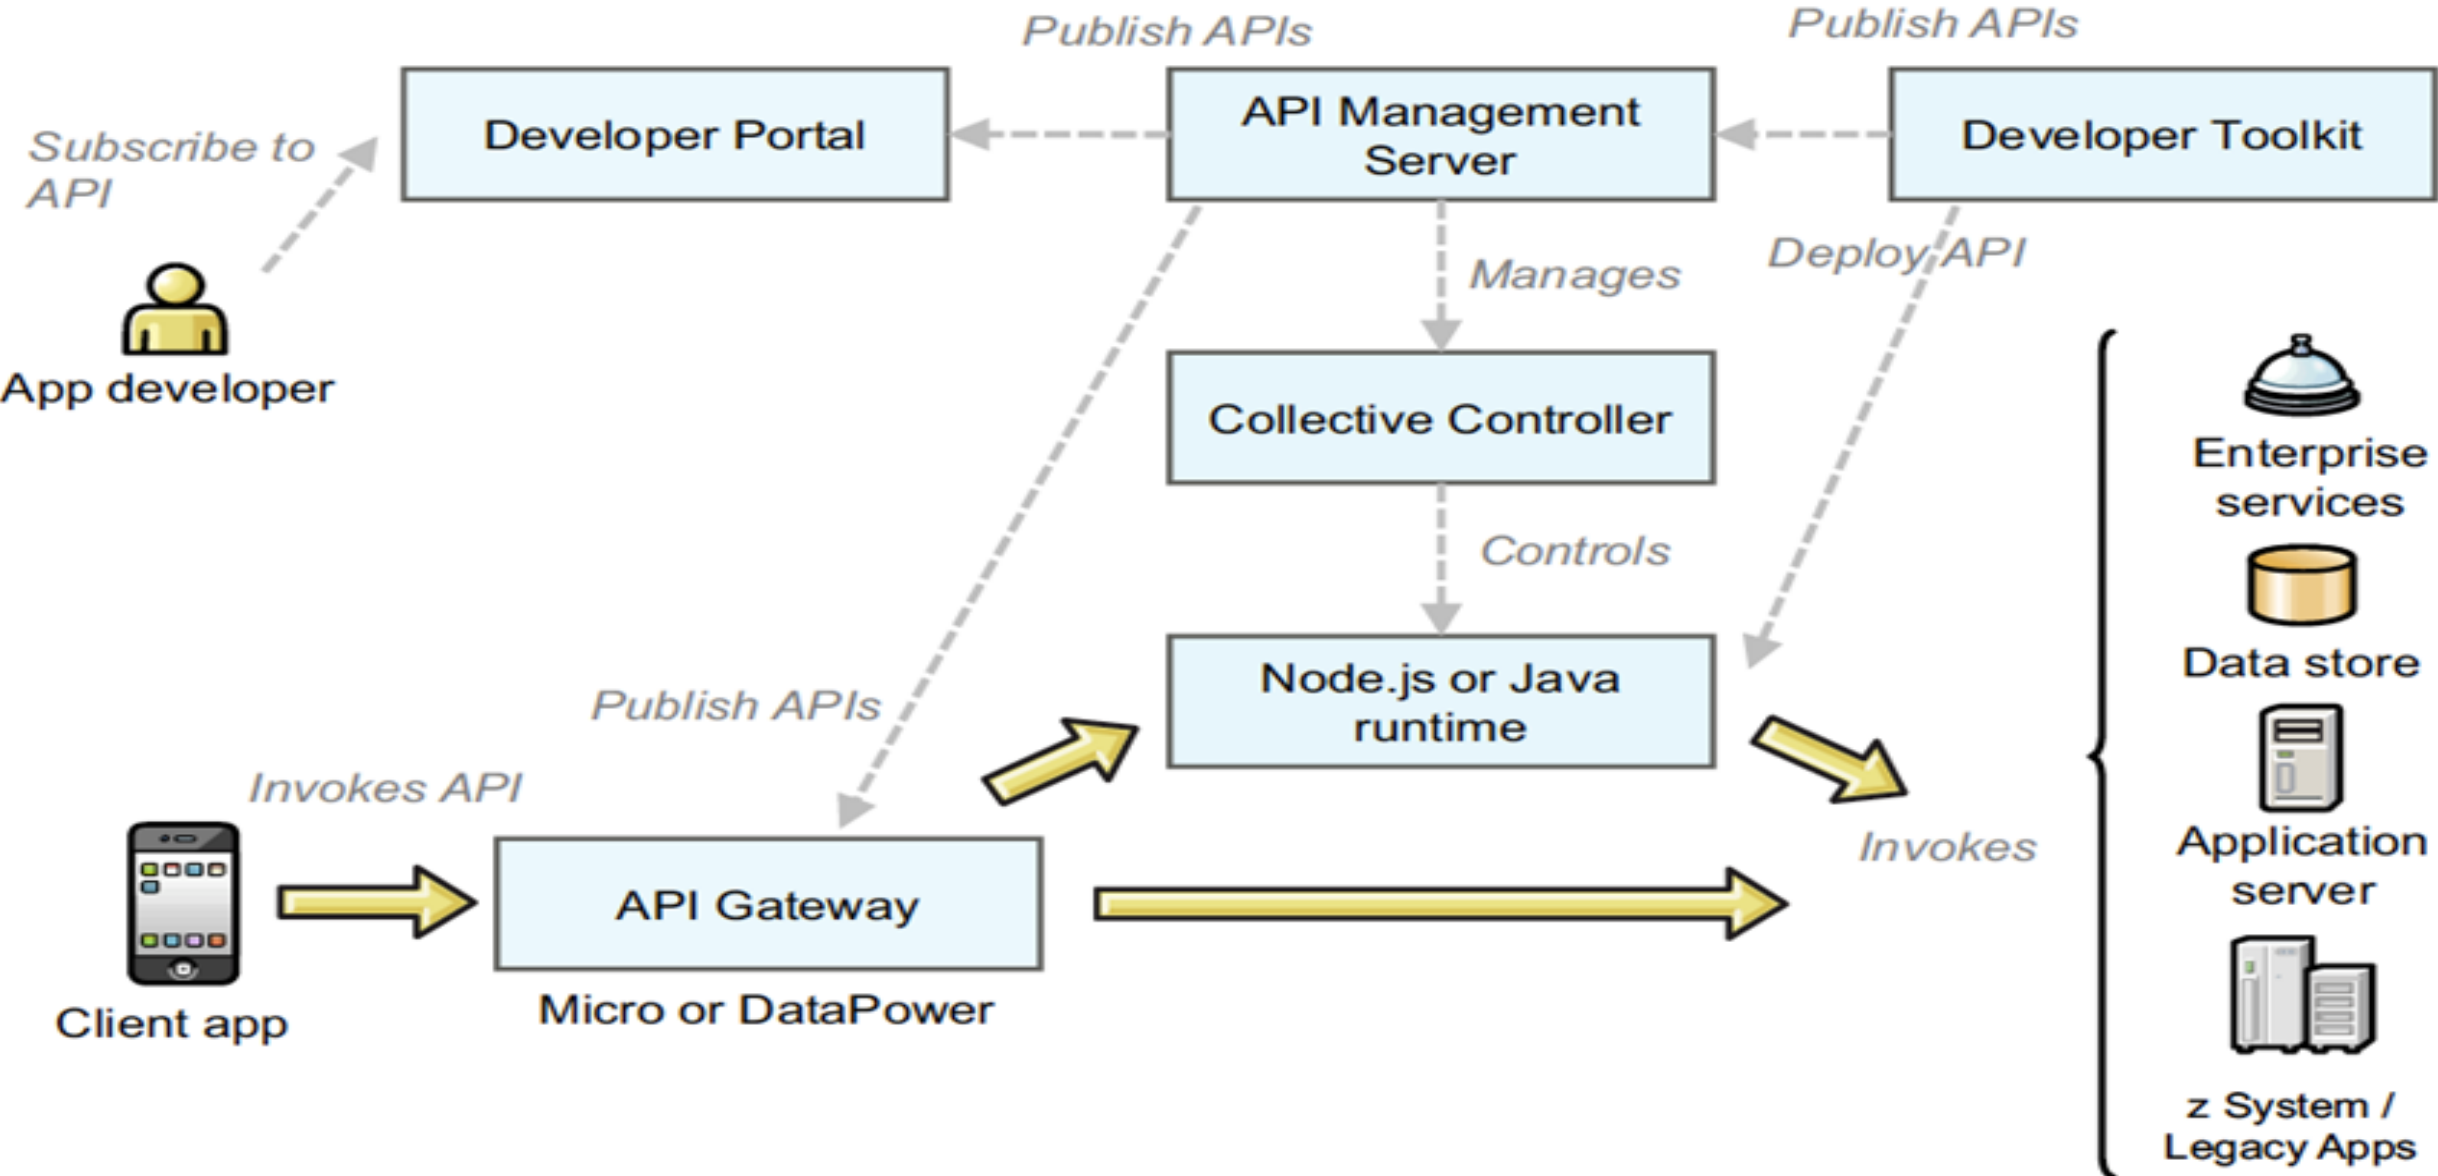 Publish APIs
Publish APIs
Developer Portal
API Management
Server
Developer Toolkit
Subscribe to
API
Manages
Deploy API
App developer
Collective Controller
Enterprise
services
Controls
Data store
Node.js or Java
runtime
Publish APIs
Invokes API
Invokes
Application
server
API Gateway
Micro or DataPower
Client app
z System /
Legacy Apps